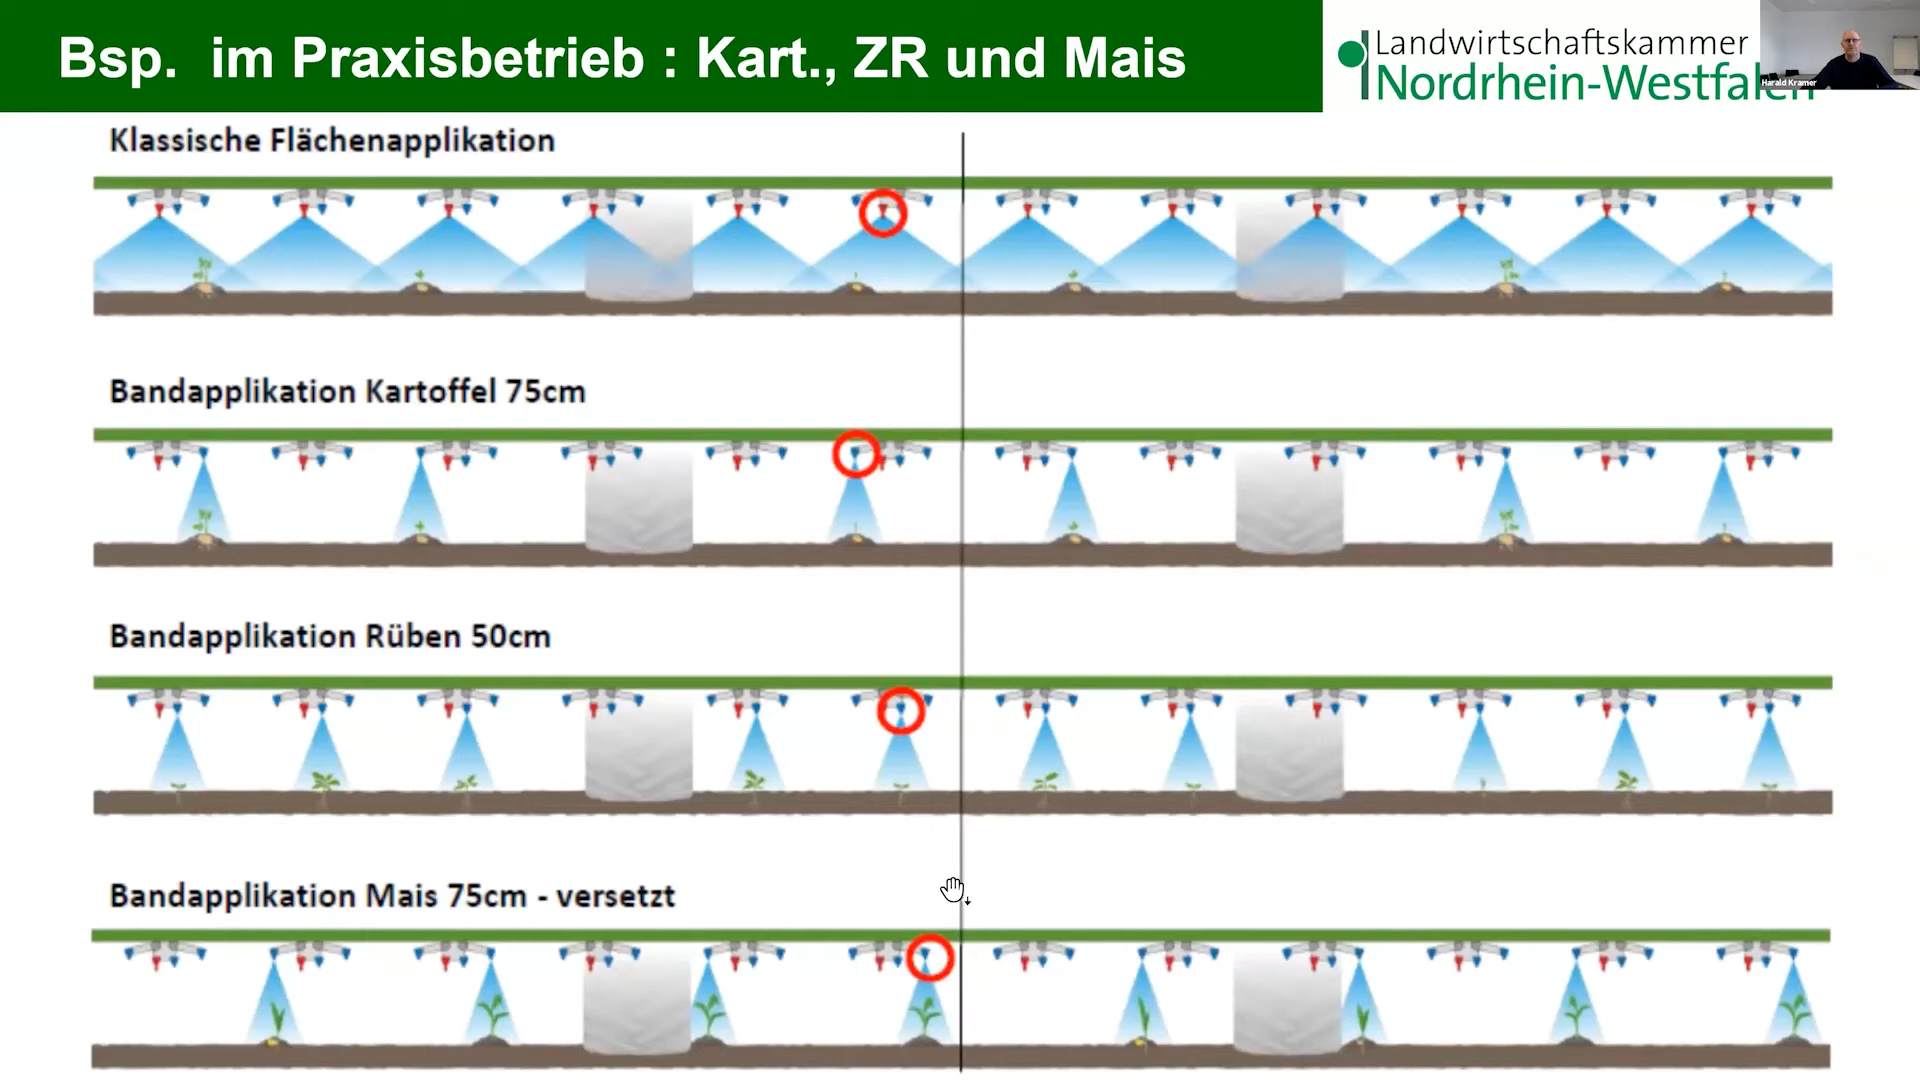 Bsp. im Praxisbetrieb : Kart., ZR und Mais
Landwirtschaftskammer
Nordrhein-Westfalen
Harald Kramer
Klassische Flächenapplikation
Bandapplikation Kartoffel 75cm
Bandapplikation Rüben 50cm
Bandapplikation Mais 75cm - versetzt